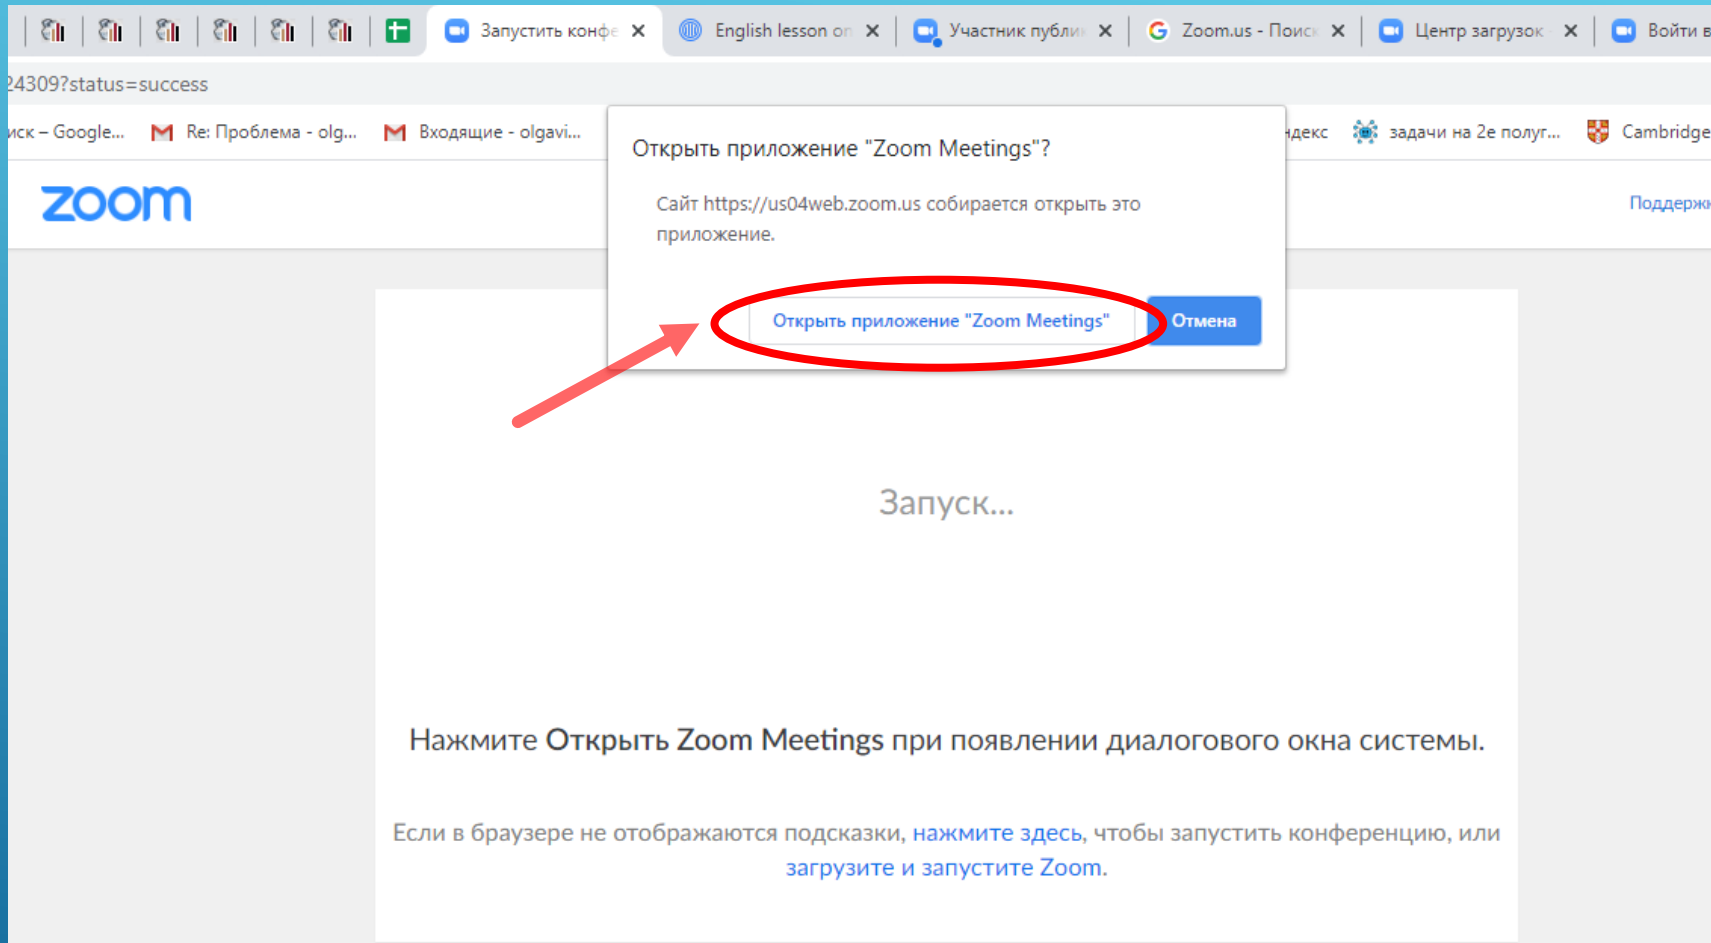 Запустить конфе
English lesson on
Участник публик
Zoom.us - Поиск
Центр загрузок -
Войти в
24309?status=success
иск – Google...
Re: Проблема - olg...
Входящие - olgavi...
ндекс
задачи на 2е полуг...
Cambridge
zoom
Поддержк
Открыть приложение "Zoom Meetings"?
Сайт https://us04web.zoom.us собирается открыть это
приложение.
Открыть приложение "Zoom Meetings"
Отмена
Запуск...
Нажмите Открыть Zoom Meetings при появлении диалогового окна системы.
Если в браузере не отображаются подсказки, нажмите здесь, чтобы запустить конференцию, или
загрузите и запустите Zoom.